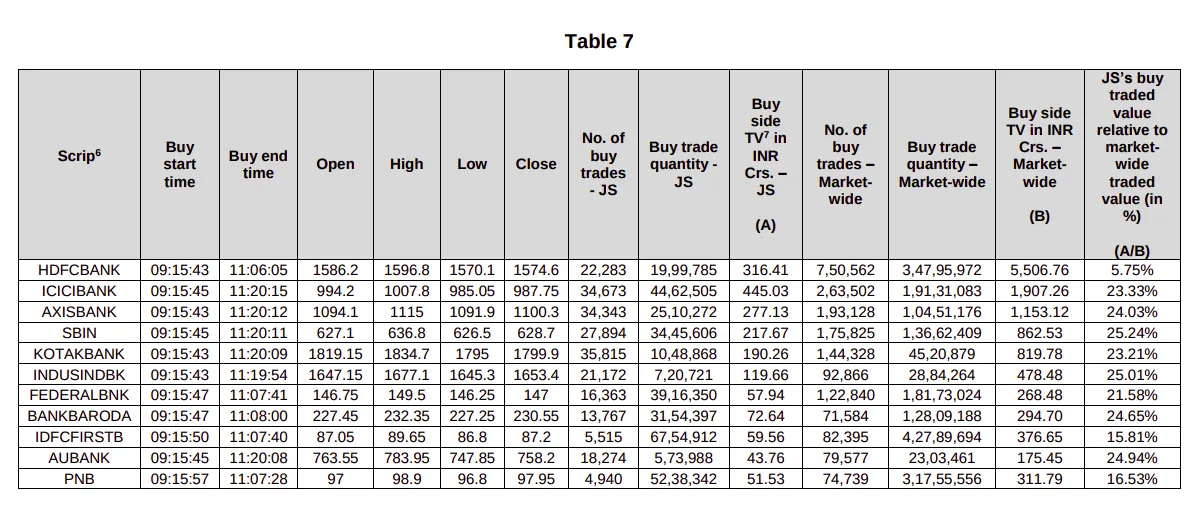 Table 7
Scrip6 | Buy start time | Buy end time | Open | High | Low | Close | No. of buy trades - JS | Buy trade quantity - JS | Buy side TV7 in INR Crs. – JS (A) | No. of buy trades – Market-wide | Buy trade quantity – Market-wide | Buy side TV in INR Crs. – Market-wide (B) | JS’s buy traded value relative to market-wide traded value (in %) (A/B)
HDFCBANK | 09:15:43 | 11:06:05 | 1586.2 | 1596.8 | 1570.1 | 1574.6 | 22,283 | 19,99,785 | 316.41 | 7,50,562 | 3,47,95,972 | 5,506.76 | 5.75%
ICICIBANK | 09:15:45 | 11:20:15 | 994.2 | 1007.8 | 985.05 | 987.75 | 34,673 | 44,62,505 | 445.03 | 2,63,502 | 1,91,31,083 | 1,907.26 | 23.33%
AXISBANK | 09:15:43 | 11:20:12 | 1094.1 | 1115 | 1091.9 | 1100.3 | 34,343 | 25,10,272 | 277.13 | 1,93,128 | 1,04,51,176 | 1,153.12 | 24.03%
SBIN | 09:15:45 | 11:20:11 | 627.1 | 636.8 | 626.5 | 628.7 | 27,894 | 34,45,606 | 217.67 | 1,75,825 | 1,36,62,409 | 862.53 | 25.24%
KOTAKBANK | 09:15:43 | 11:20:09 | 1819.15 | 1834.7 | 1795 | 1799.9 | 35,815 | 10,48,868 | 190.26 | 1,44,328 | 45,20,879 | 819.78 | 23.21%
INDUSINDBK | 09:15:43 | 11:19:54 | 1647.15 | 1677.1 | 1645.3 | 1653.4 | 21,172 | 7,20,721 | 119.66 | 92,866 | 28,84,264 | 478.48 | 25.01%
FEDERALBNK | 09:15:47 | 11:07:41 | 146.75 | 149.5 | 146.25 | 147 | 16,363 | 39,16,350 | 57.94 | 1,22,840 | 1,81,73,024 | 268.48 | 21.58%
BANKBARODA | 09:15:47 | 11:08:00 | 227.45 | 232.35 | 227.25 | 230.55 | 13,767 | 31,54,397 | 72.64 | 71,584 | 1,28,09,188 | 294.70 | 24.65%
IDFCFIRSTB | 09:15:50 | 11:07:40 | 87.05 | 89.65 | 86.8 | 87.2 | 5,515 | 67,54,912 | 59.56 | 82,395 | 4,27,89,694 | 376.65 | 15.81%
AUBANK | 09:15:45 | 11:20:08 | 763.55 | 783.95 | 747.85 | 758.2 | 18,274 | 5,73,988 | 43.76 | 79,577 | 23,03,461 | 175.45 | 24.94%
PNB | 09:15:57 | 11:07:28 | 97 | 98.9 | 96.8 | 97.95 | 4,940 | 52,38,342 | 51.53 | 74,739 | 3,17,55,556 | 311.79 | 16.53%